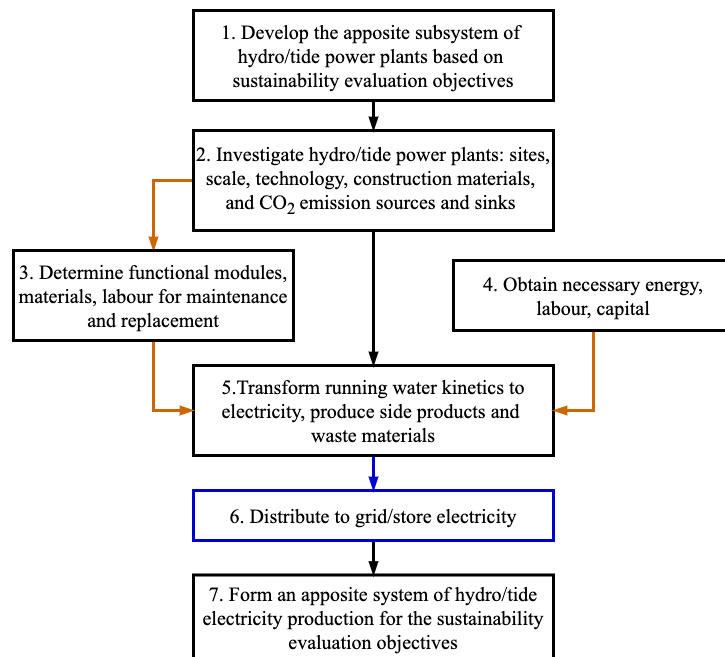 1. Develop the apposite subsystem of
hydro/tide power plants based on
sustainability evaluation objectives
2. Investigate hydro/tide power plants: sites,
scale, technology, construction materials,
and CO₂ emission sources and sinks
3. Determine functional modules,
materials, labour for maintenance
and replacement
4. Obtain necessary energy,
labour, capital
5.Transform running water kinetics to
electricity, produce side products and
waste materials
6. Distribute to grid/store electricity
7. Form an apposite system of hydro/tide
electricity production for the sustainability
evaluation objectives